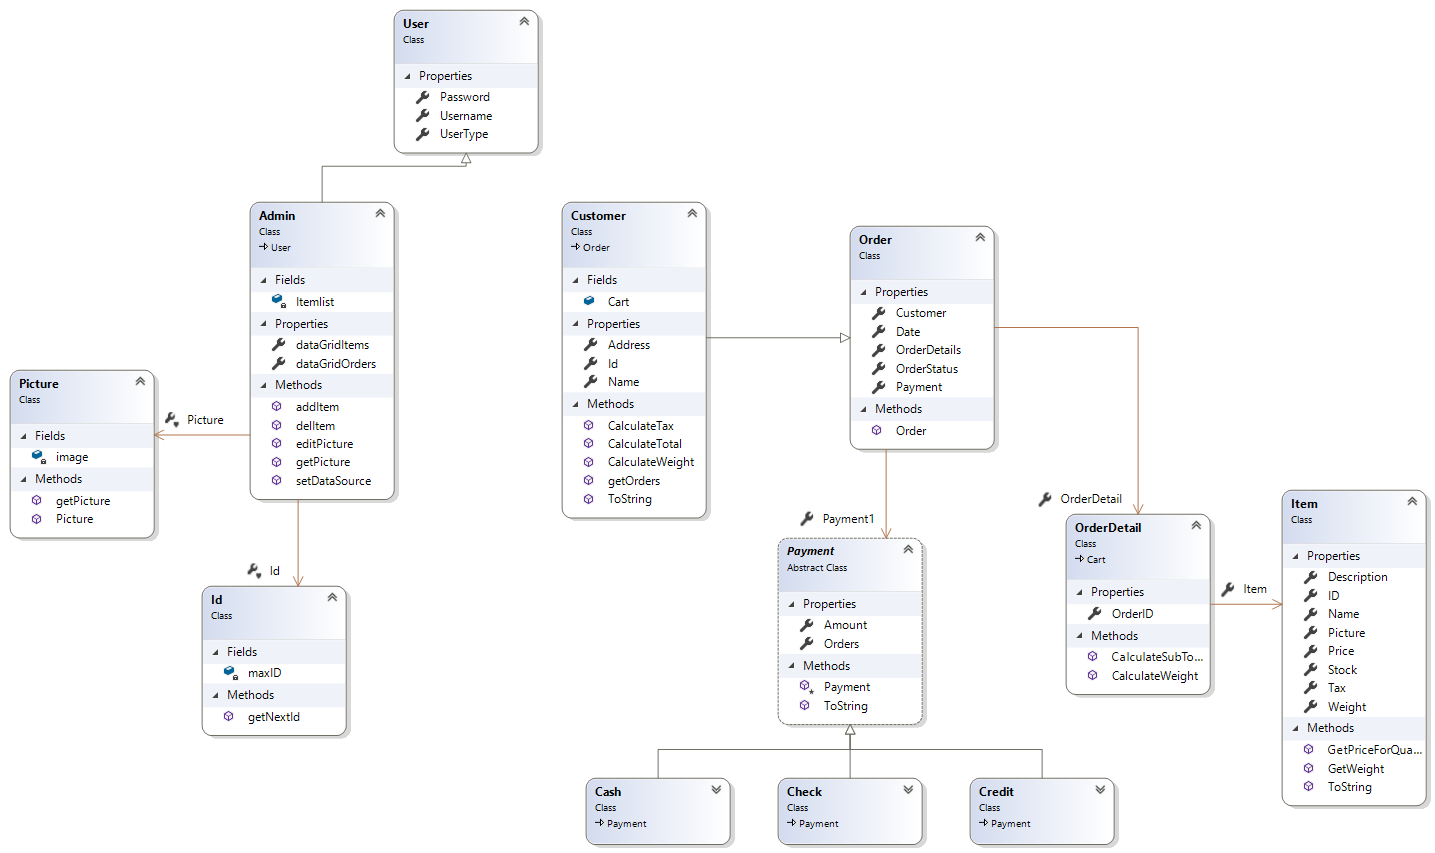 User
Class
Properties
Password
Username
UserType
Admin
Class
User
Fields
Itemlist
Properties
dataGridItems
dataGridOrders
Methods
addItem
delItem
editPicture
getPicture
setDataSource
Customer
Class
Order
Fields
Cart
Properties
Address
Id
Name
Methods
CalculateTax
CalculateTotal
CalculateWeight
getOrders
ToString
Order
Class
Properties
Customer
Date
OrderDetails
OrderStatus
Payment
Methods
Order
Picture
Class
Fields
image
Methods
getPicture
Picture
Picture
Id
Id
Class
Fields
maxID
Methods
getNextId
Payment1
Payment
Abstract Class
Properties
Amount
Orders
Methods
Payment
ToString
OrderDetail
OrderDetail
Class
Cart
Properties
OrderID
Methods
CalculateSubTo...
CalculateWeight
Item
Item
Class
Properties
Description
ID
Name
Picture
Price
Stock
Tax
Weight
Methods
GetPriceForQua...
GetWeight
ToString
Cash
Class
Payment
Check
Class
Payment
Credit
Class
Payment